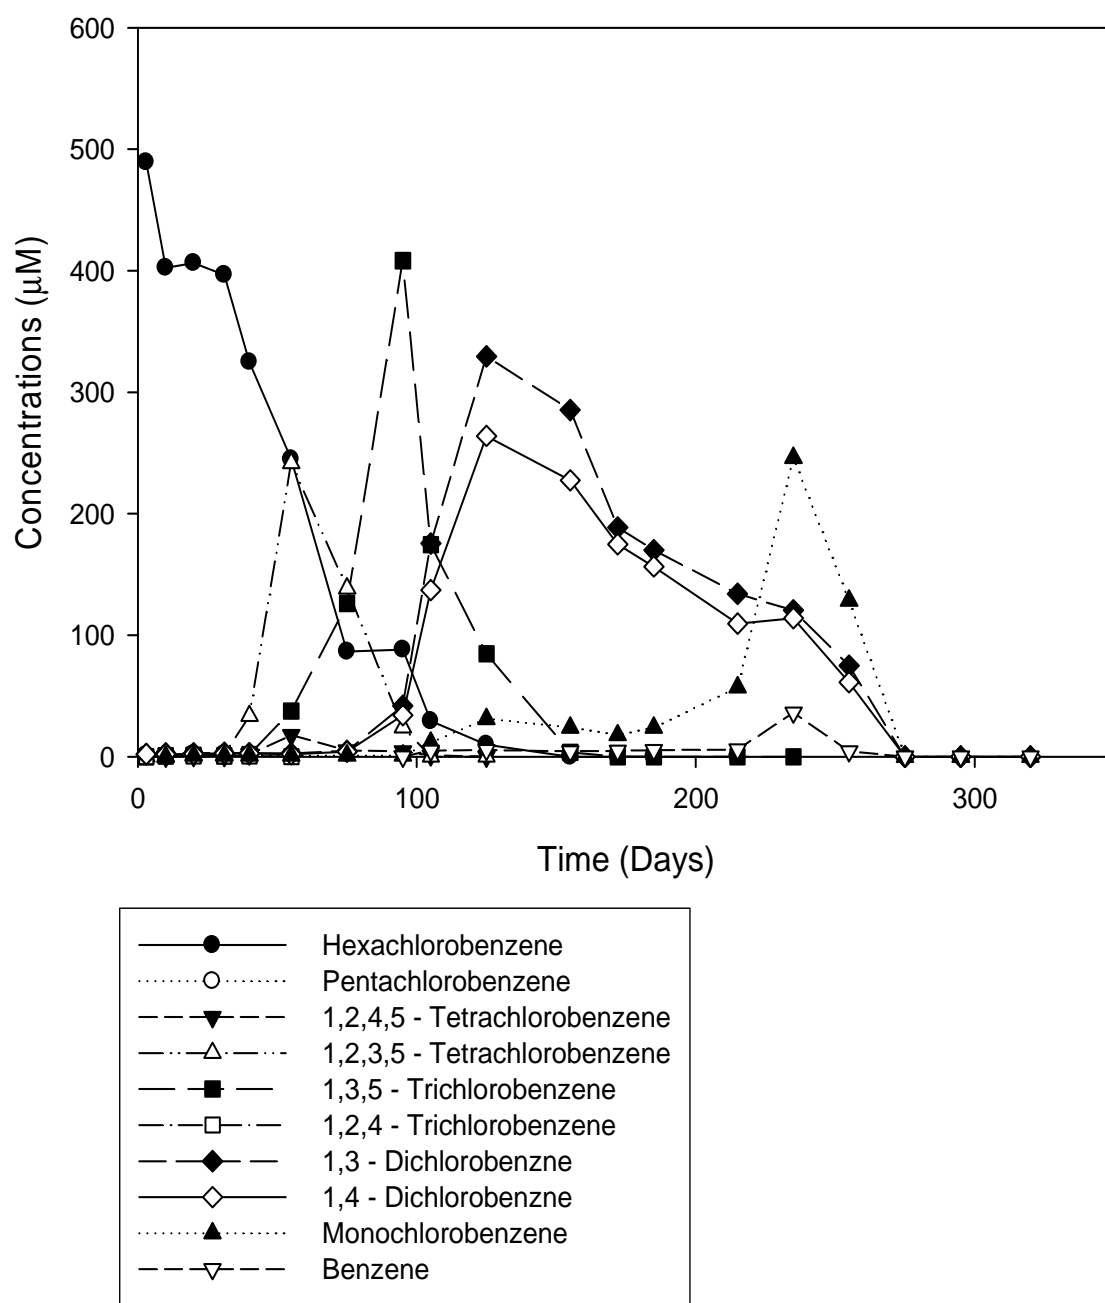 600
500
400
300
200
100
0
Concentrations (μM)
0 100 200 300
Time (Days)
Hexachlorobenzene
Pentachlorobenzene
1,2,4,5 - Tetrachlorobenzene
1,2,3,5 - Tetrachlorobenzene
1,3,5 - Trichlorobenzene
1,2,4 - Trichlorobenzene
1,3 - Dichlorobenzne
1,4 - Dichlorobenzne
Monochlorobenzene
Benzene